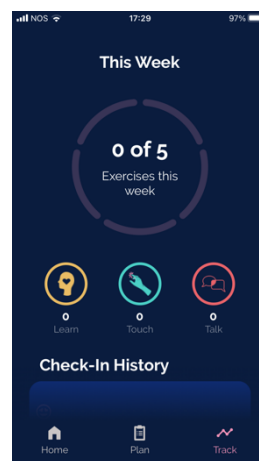 NOS 17:29 97%
This Week
0 of 5
Exercises this
week
0 0 0
Learn Touch Talk
Check-In History
Home Plan Track